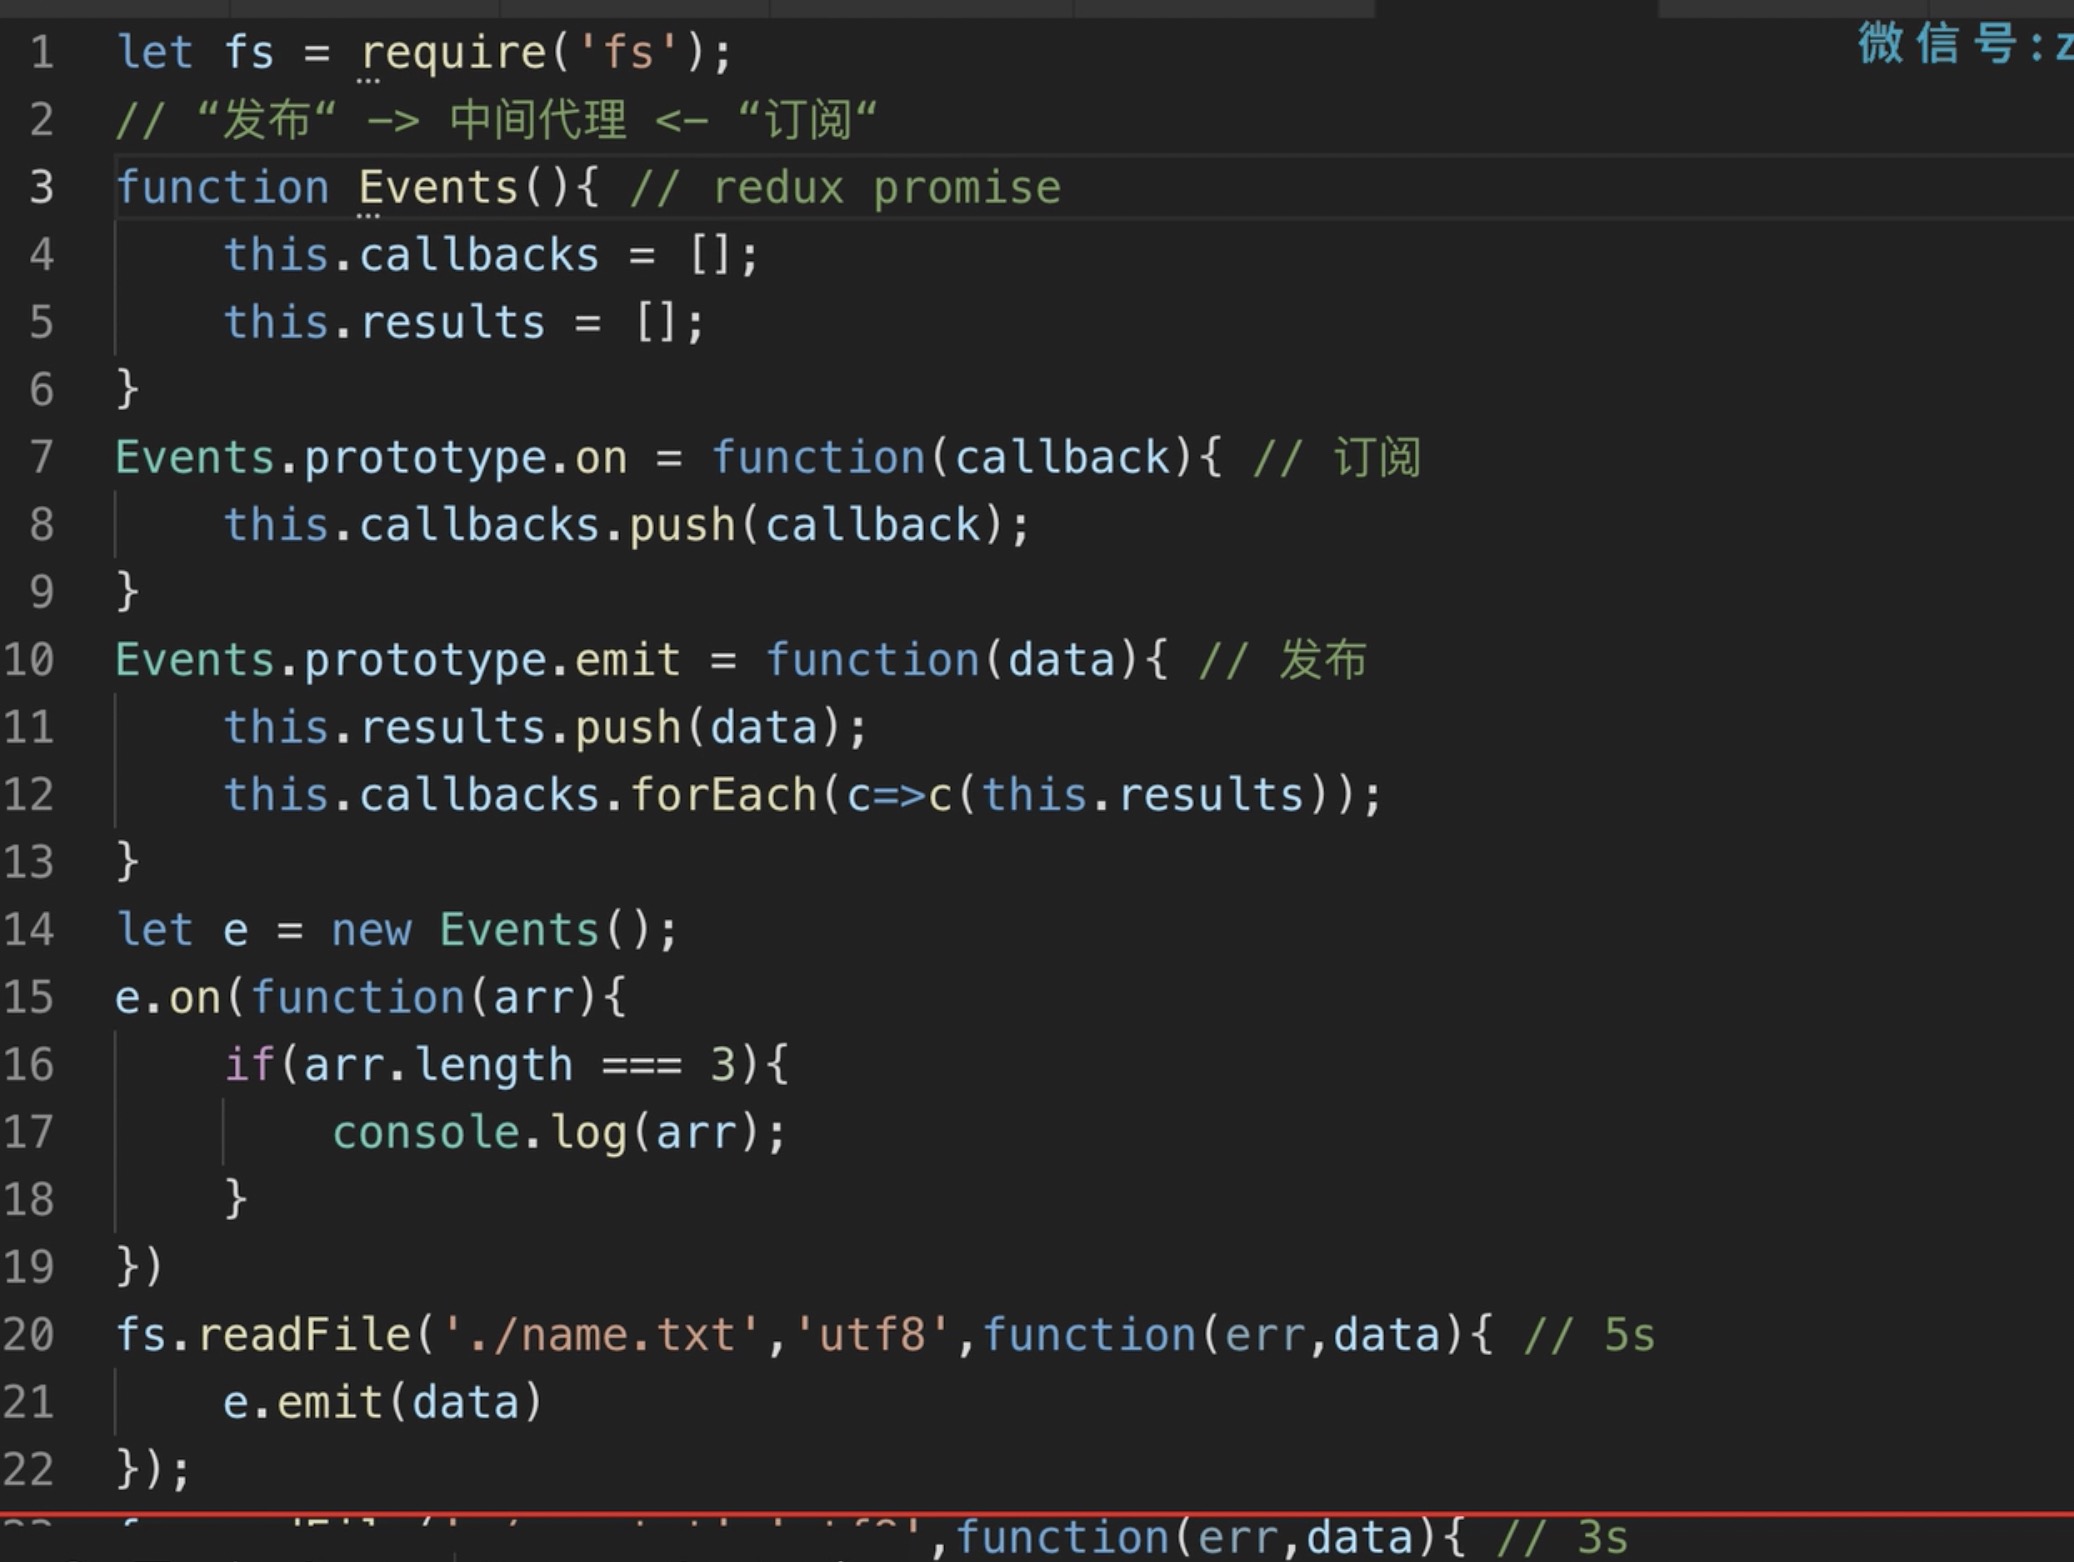 微信号:z
1 let fs = require('fs');
2 // “发布“ -> 中间代理 <- “订阅“
3 function Events(){ // redux promise
4 this.callbacks = [];
5 this.results = [];
6 }
7 Events.prototype.on = function(callback){ // 订阅
8 this.callbacks.push(callback);
9 }
10 Events.prototype.emit = function(data){ // 发布
11 this.results.push(data);
12 this.callbacks.forEach(c=>c(this.results));
13 }
14 let e = new Events();
15 e.on(function(arr){
16 if(arr.length === 3){
17 console.log(arr);
18 }
19 })
20 fs.readFile('./name.txt','utf8',function(err,data){ // 5s
21 e.emit(data)
22 });
,function(err,data){ // 3s